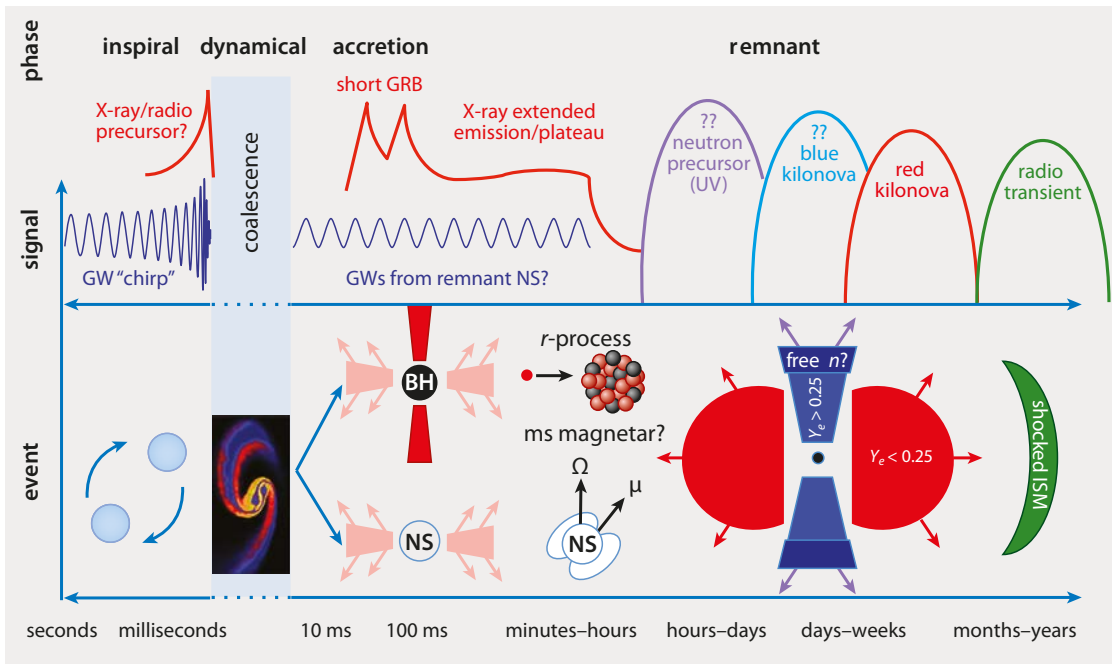 phase
inspiral
dynamical
accretion
remnant
signal
X-ray/radio
precursor?
GW “chirp”
coalescence
short GRB
X-ray extended
emission/plateau
GWs from remnant NS?
??
neutron
precursor
(UV)
??
blue
kilonova
red
kilonova
radio
transient
event
BH
NS
r-process
ms magnetar?
Ω
μ
NS
free n?
Ye > 0.25
Ye < 0.25
shocked ISM
seconds
milliseconds
10 ms
100 ms
minutes–hours
hours–days
days–weeks
months–years